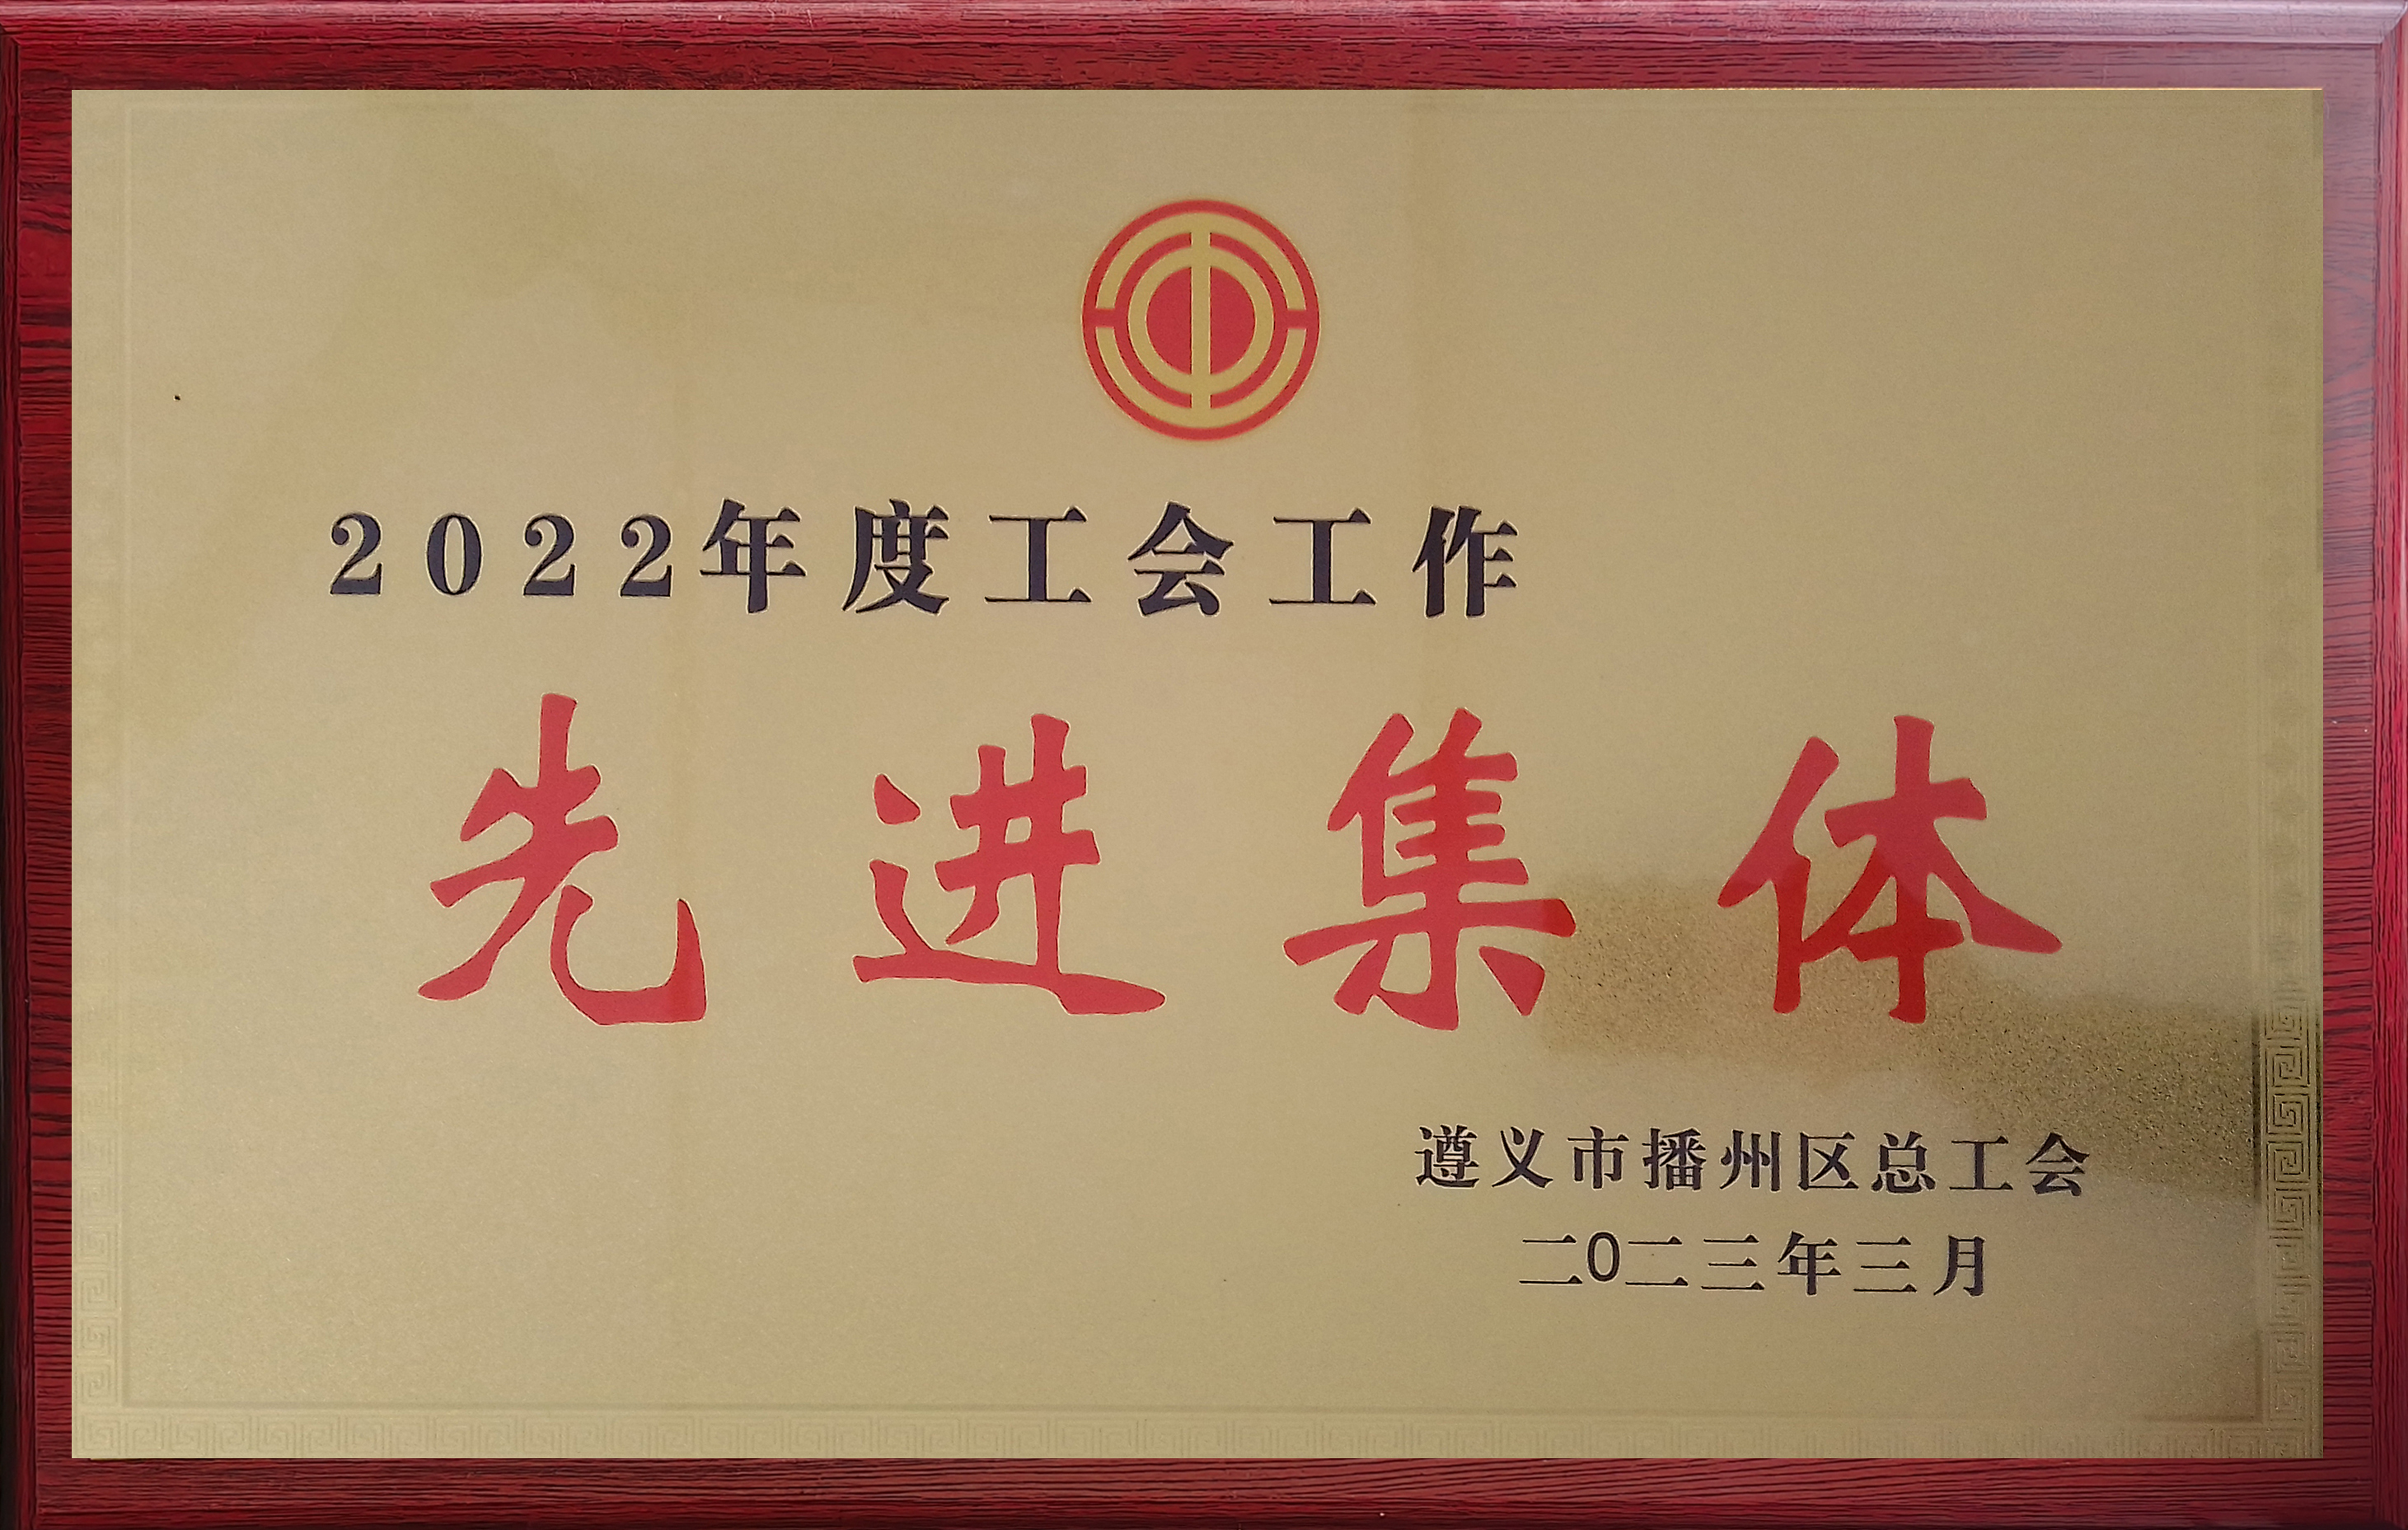 2022年度工会工作
先进集体
遵义市播州区总工会
二0二三年三月